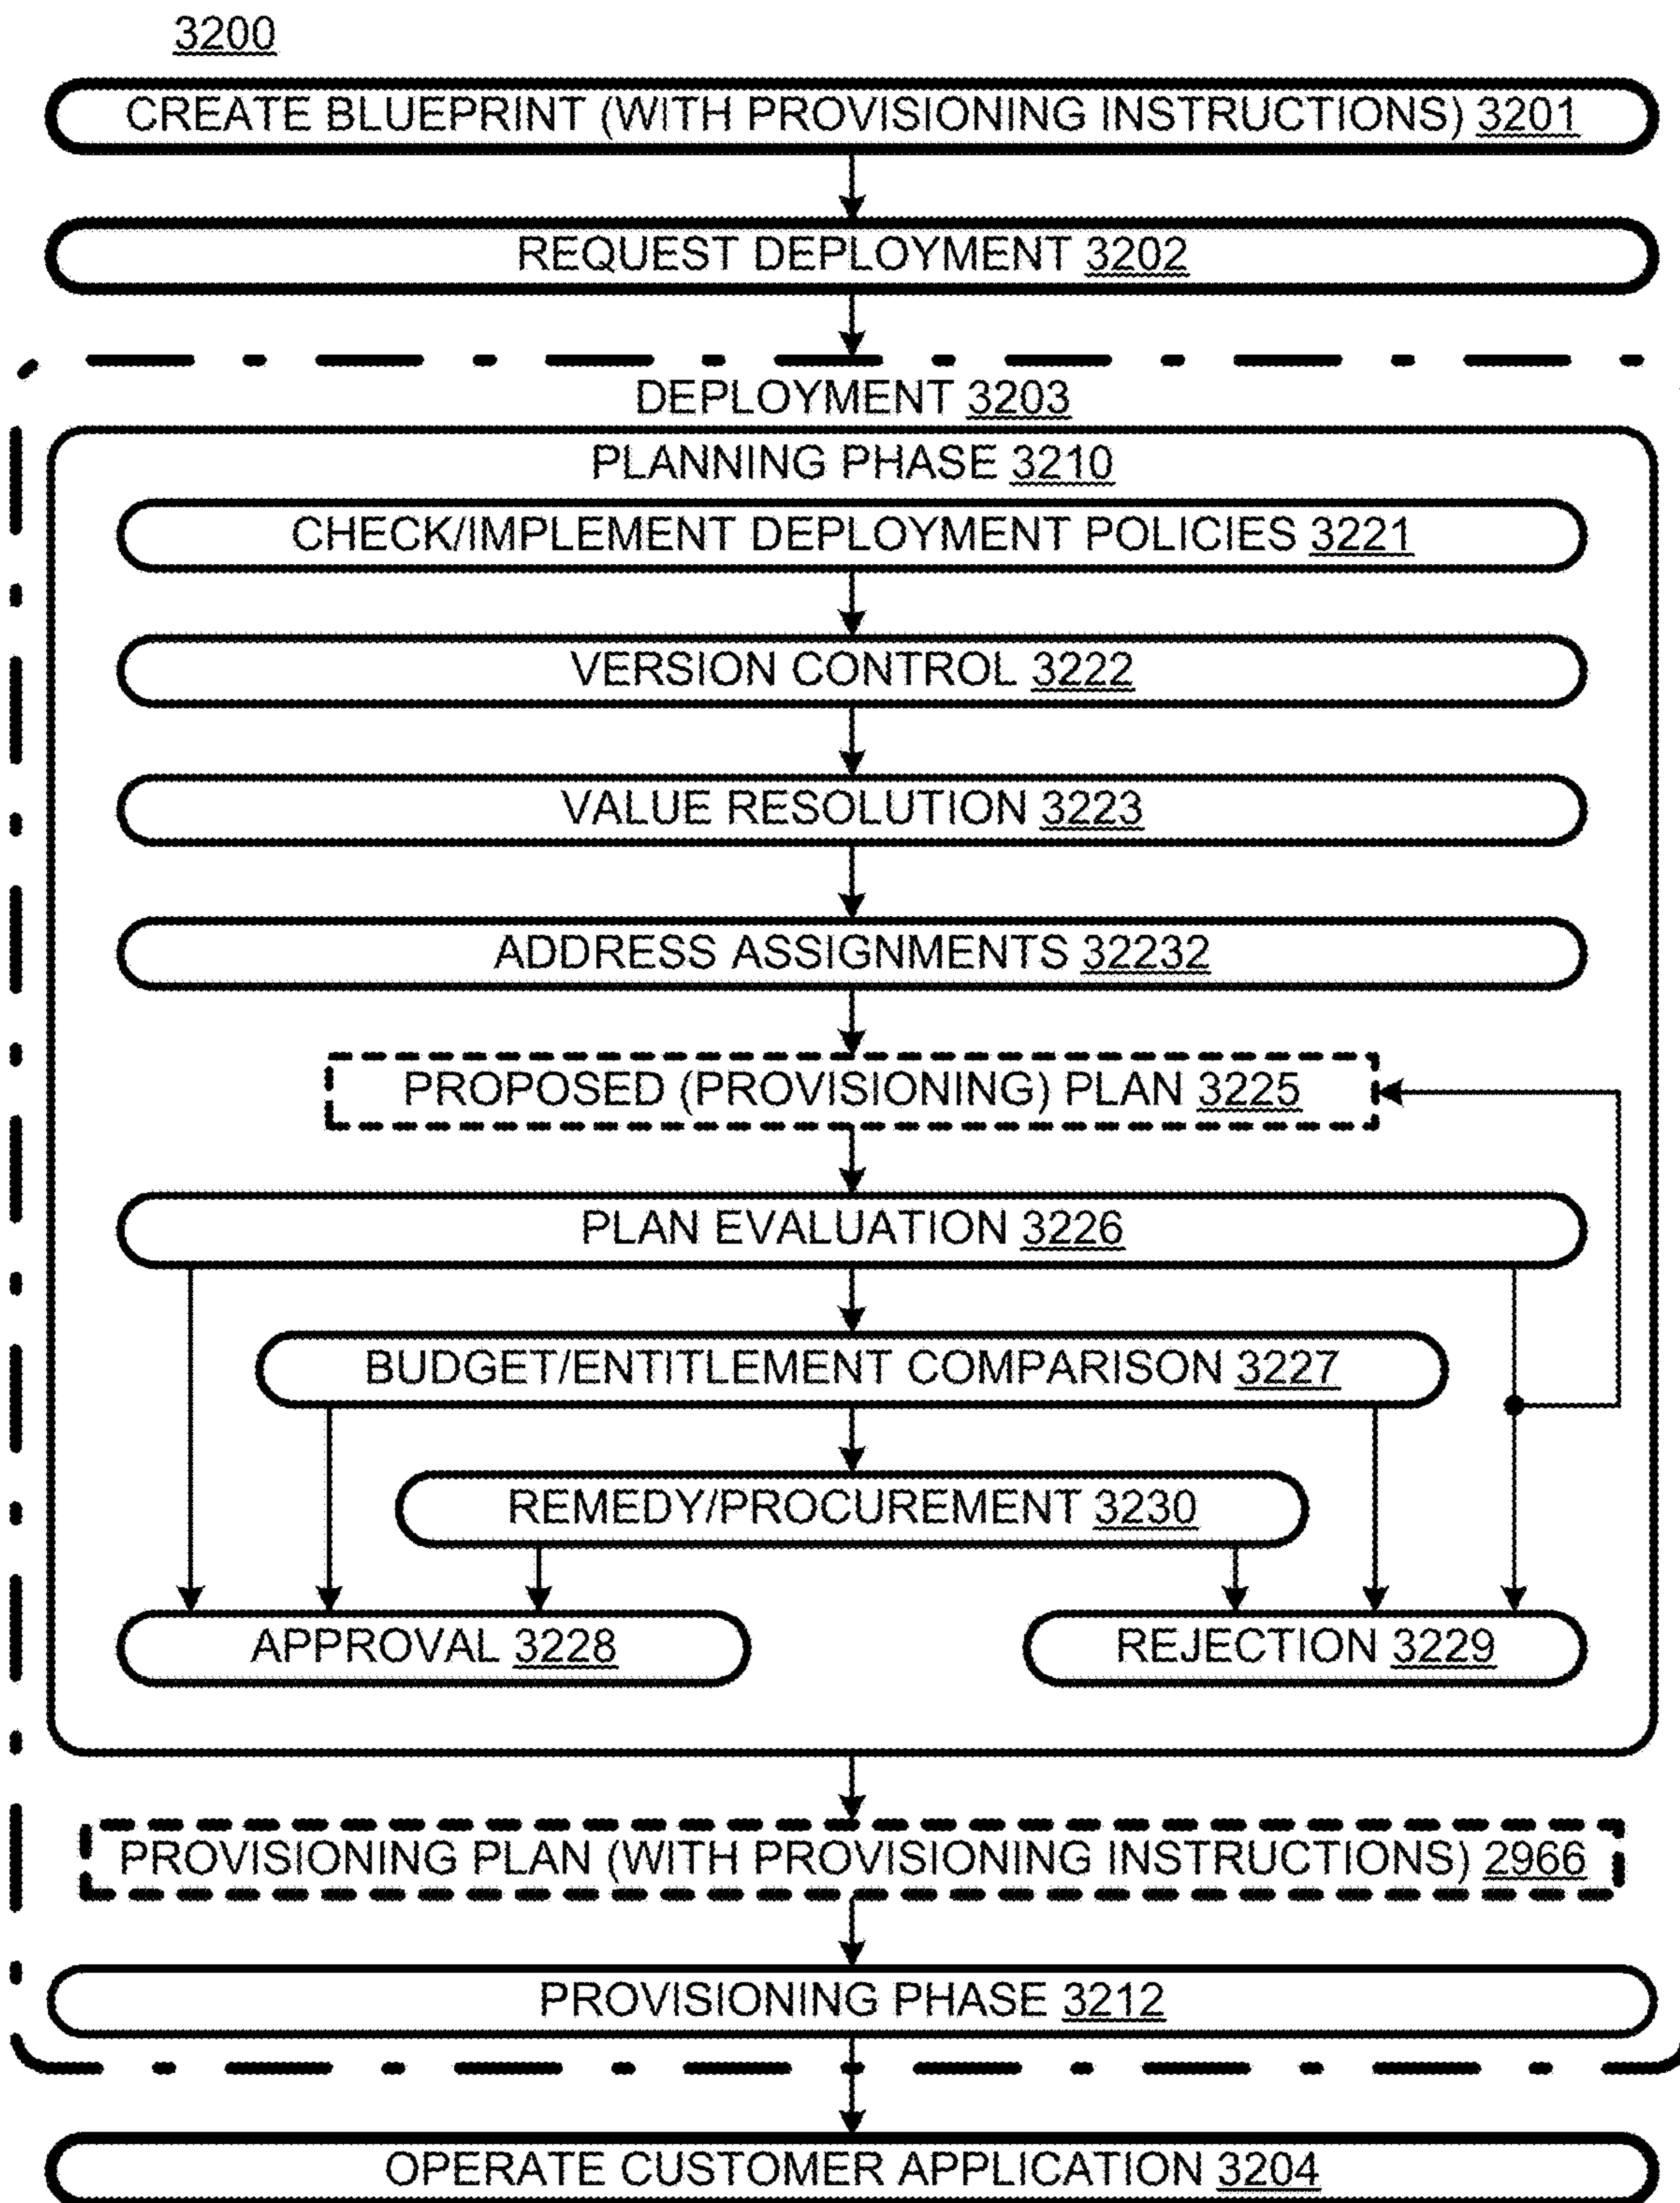 3200
CREATE BLUEPRINT (WITH PROVISIONING INSTRUCTIONS) 3201
REQUEST DEPLOYMENT 3202
DEPLOYMENT 3203
PLANNING PHASE 3210
CHECK/IMPLEMENT DEPLOYMENT POLICIES 3221
VERSION CONTROL 3222
VALUE RESOLUTION 3223
ADDRESS ASSIGNMENTS 32232
PROPOSED (PROVISIONING) PLAN 3225
PLAN EVALUATION 3226
BUDGET/ENTITLEMENT COMPARISON 3227
REMEDY/PROCUREMENT 3230
APPROVAL 3228
REJECTION 3229
PROVISIONING PLAN (WITH PROVISIONING INSTRUCTIONS) 2966
PROVISIONING PHASE 3212
OPERATE CUSTOMER APPLICATION 3204